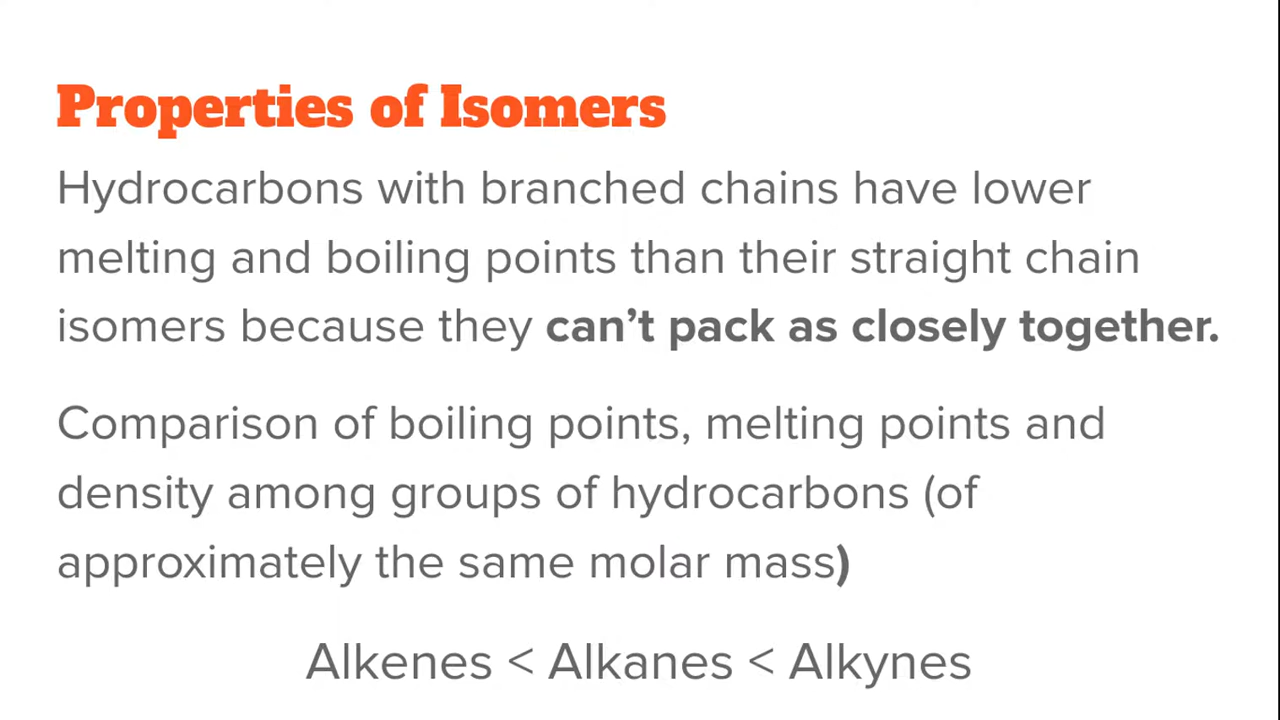 Properties of Isomers
Hydrocarbons with branched chains have lower
melting and boiling points than their straight chain
isomers because they can’t pack as closely together.
Comparison of boiling points, melting points and
density among groups of hydrocarbons (of
approximately the same molar mass)
Alkenes < Alkanes < Alkynes